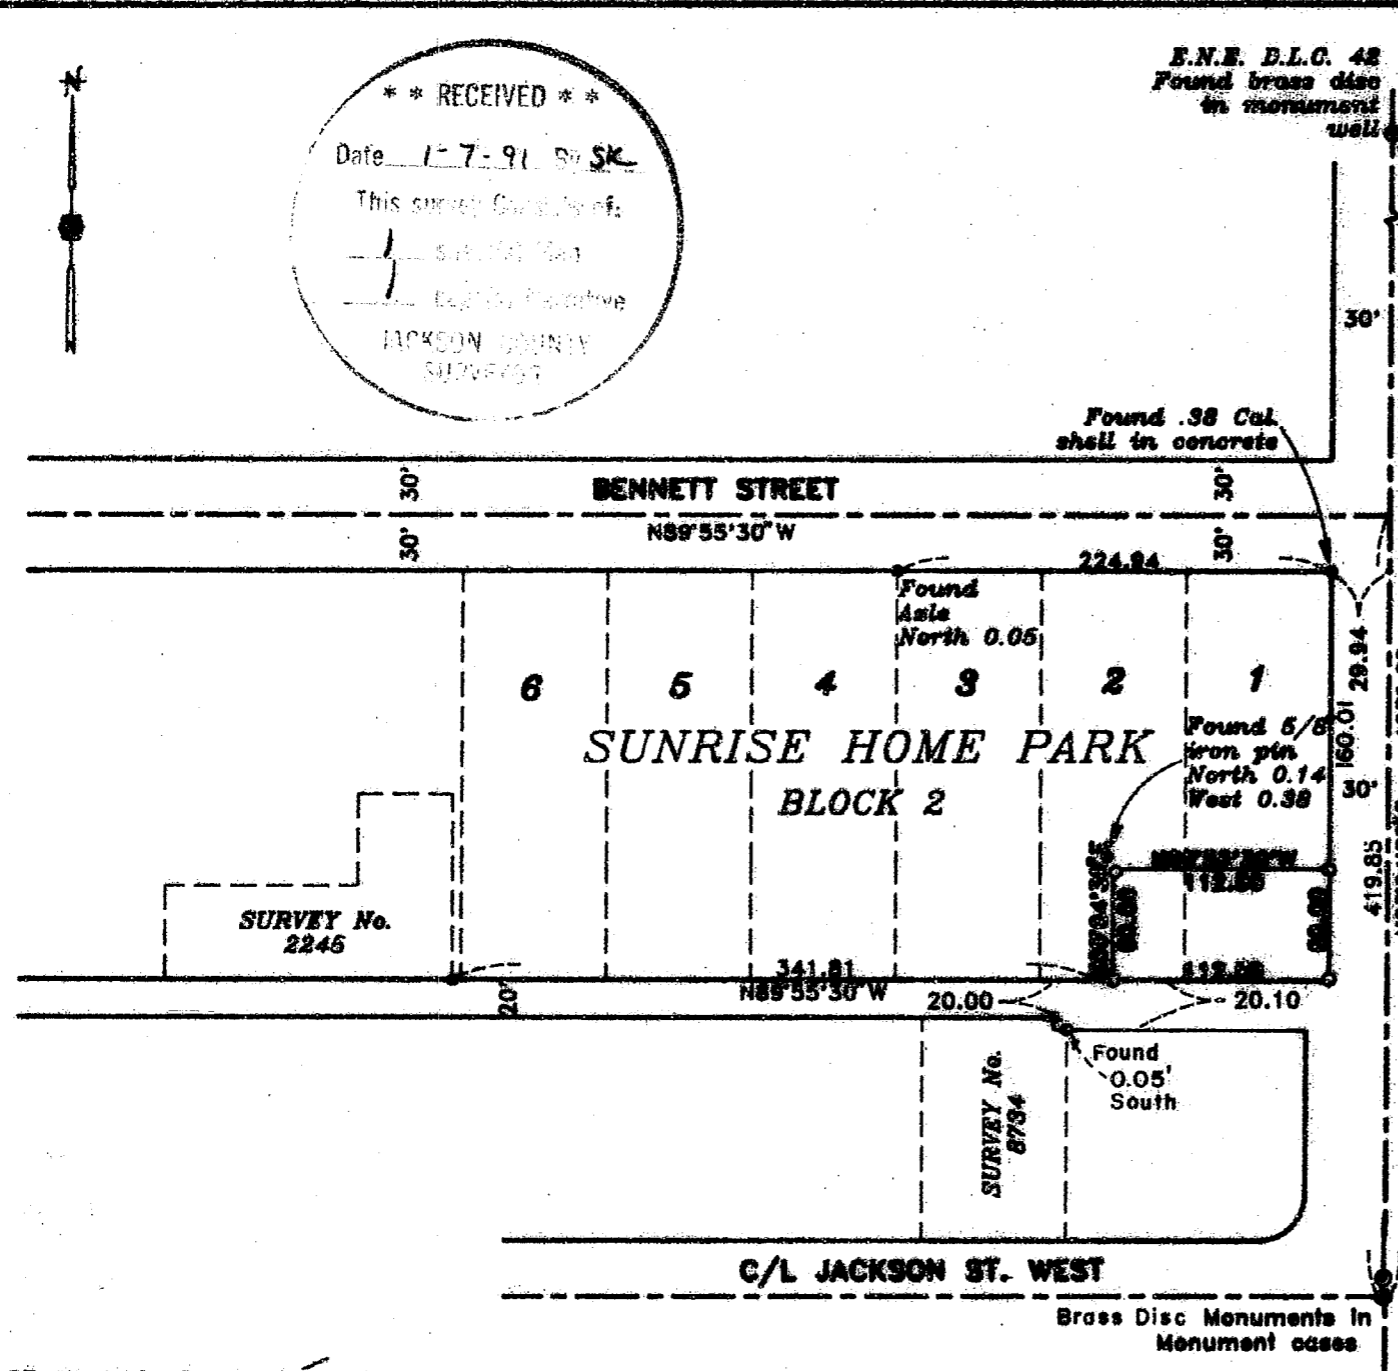 N
N
* * RECEIVED * *
Date 1-7-91 By SK
This survey Consists of:
1
1
JACKSON COUNTY
SURVEYOR
E.N.E. D.L.C. 42
Found brass disc
in monument
well
30'
Found .38 Cal.
shell in concrete
30'
BENNETT STREET
30'
N89°55'30"W
30'
30'
224.94
Found
Axle
North 0.05
29.94
6
5
4
3
2
1
SUNRISE HOME PARK
BLOCK 2
Found 5/8
iron pin
North 0.14
West 0.38
160.01
30'
419.85
SURVEY No.
2245
341.81
N89°55'30"W
20'
20.00
20.10
Found
0.05'
South
SURVEY No.
8734
C/L JACKSON ST. WEST
Brass Disc Monuments In
Monument cases